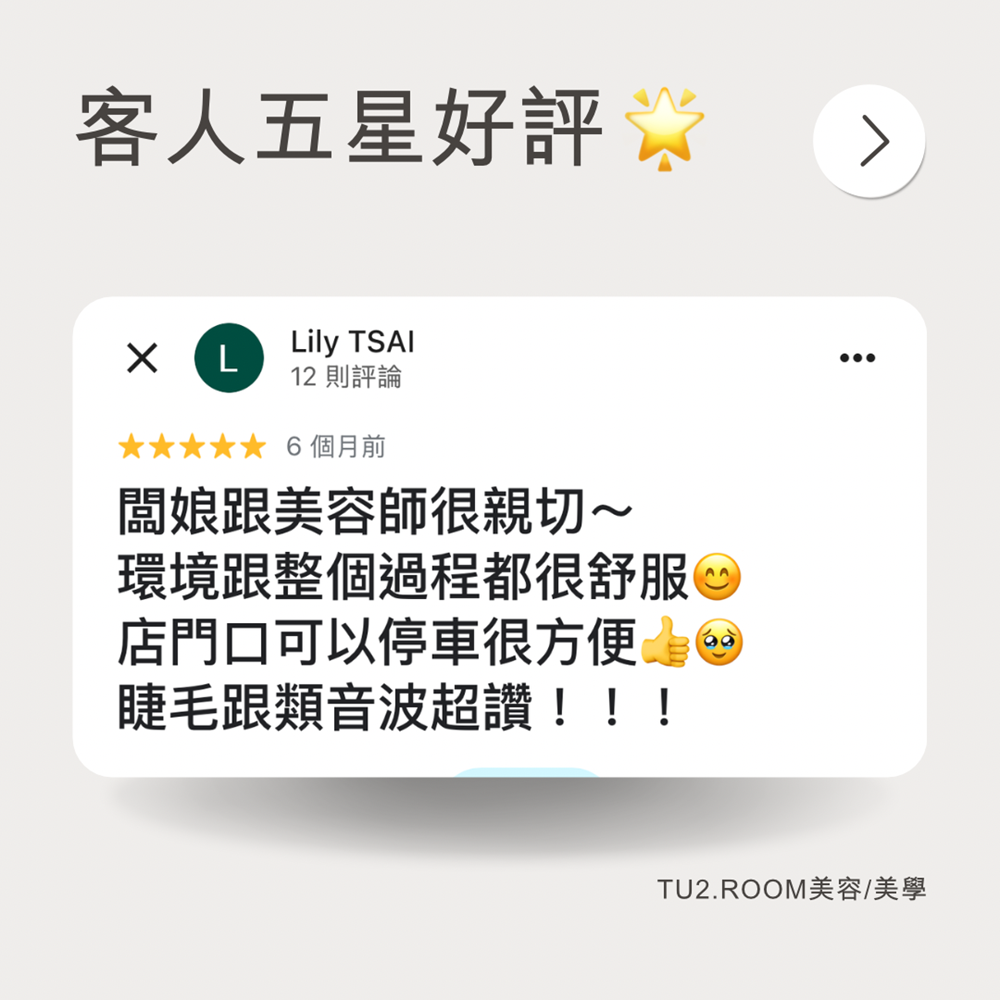 客人五星好評🌟
L
Lily TSAI
12 則評論
6 個月前
闆娘跟美容師很親切～
環境跟整個過程都很舒服😊
店門口可以停車很方便👍🥹
睫毛跟類音波超讚！！！
TU2.ROOM美容/美學